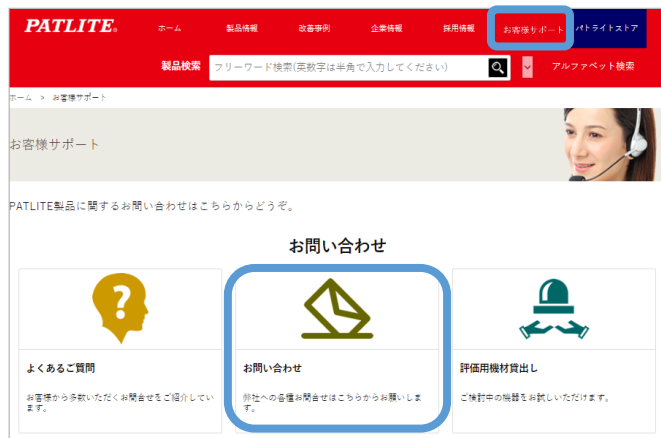 PATLITE®
ホーム 製品情報 改善事例 企業情報 採用情報 お客様サポート パトライトストア
製品検索 フリーワード検索(英数字は半角で入力してください) アルファベット検索
ホーム > お客様サポート
お客様サポート
PATLITE製品に関するお問い合わせはこちらからどうぞ。
お問い合わせ
?
よくあるご質問
お客様から多数いただくお問合せをご紹介してい
ます。
お問い合わせ
弊社への各種お問合せはこちらからお願いしま
す。
評価用機材貸出し
ご検討中の機器をお試しいただけます。